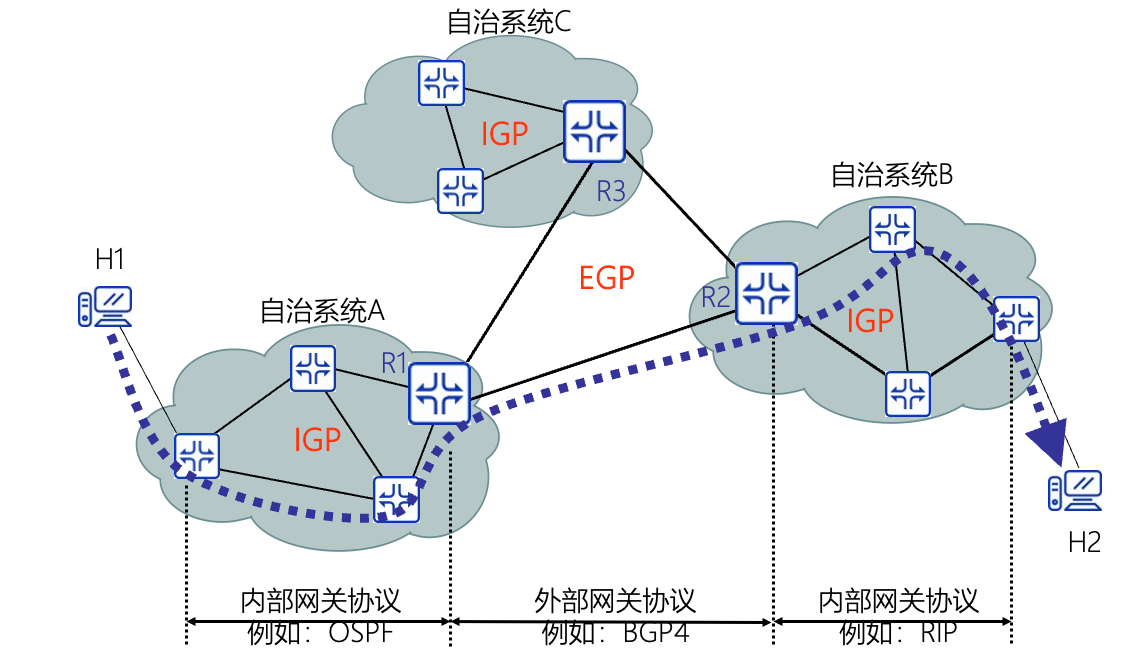 自治系统C
IGP
R3
自治系统B
H1
EGP
R2
IGP
自治系统A
R1
IGP
H2
内部网关协议
例如：OSPF
外部网关协议
例如：BGP4
内部网关协议
例如：RIP